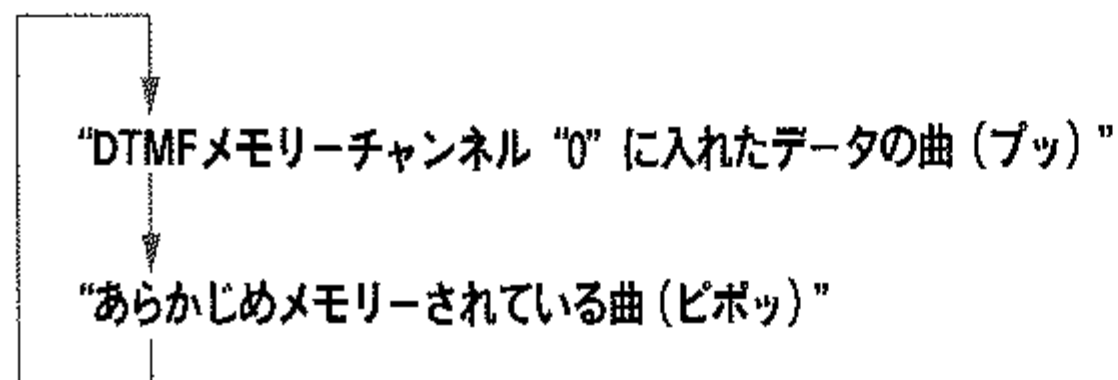 “DTMFメモリーチャンネル “0” に入れたデータの曲（プッ）”
“あらかじめメモリーされている曲（ピポッ）”